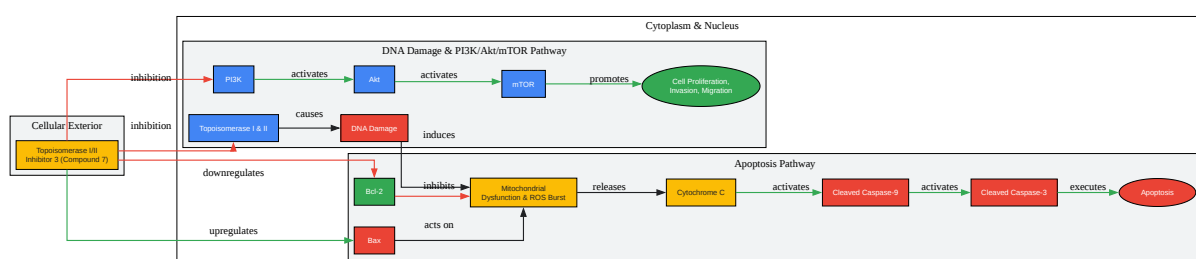 Cytoplasm & Nucleus
DNA Damage & PI3K/Akt/mTOR Pathway
inhibition
PI3K
activates
Akt
activates
mTOR
promotes
Cell Proliferation,
Invasion, Migration
Cellular Exterior
inhibition
Topoisomerase I & II
causes
DNA Damage
induces
Topoisomerase I/II
Inhibitor 3 (Compound 7)
downregulates
Apoptosis Pathway
Bcl-2
inhibits
Mitochondrial
Dysfunction & ROS Burst
releases
Cytochrome C
activates
Cleaved Caspase-9
activates
Cleaved Caspase-3
executes
Apoptosis
upregulates
Bax
acts on